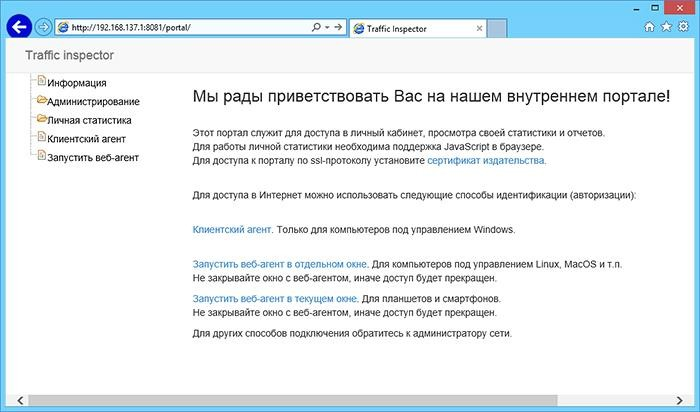 http://192.168.137.1:8081/portal/
Traffic Inspector
Traffic inspector
Информация
Администрирование
Личная статистика
Клиентский агент
Запустить веб-агент
Мы рады приветствовать Вас на нашем внутреннем портале!
Этот портал служит для доступа в личный кабинет, просмотра своей статистики и отчетов.
Для работы личной статистики необходима поддержка JavaScript в браузере.
Для доступа к порталу по ssl-протоколу установите сертификат издательства.
Для доступа в Интернет можно использовать следующие способы идентификации (авторизации):
Клиентский агент. Только для компьютеров под управлением Windows.
Запустить веб-агент в отдельном окне. Для компьютеров под управлением Linux, MacOS и т.п.
Не закрывайте окно с веб-агентом, иначе доступ будет прекращен.
Запустить веб-агент в текущем окне. Для планшетов и смартфонов.
Не закрывайте окно с веб-агентом, иначе доступ будет прекращен.
Для других способов подключения обратитесь к администратору сети.